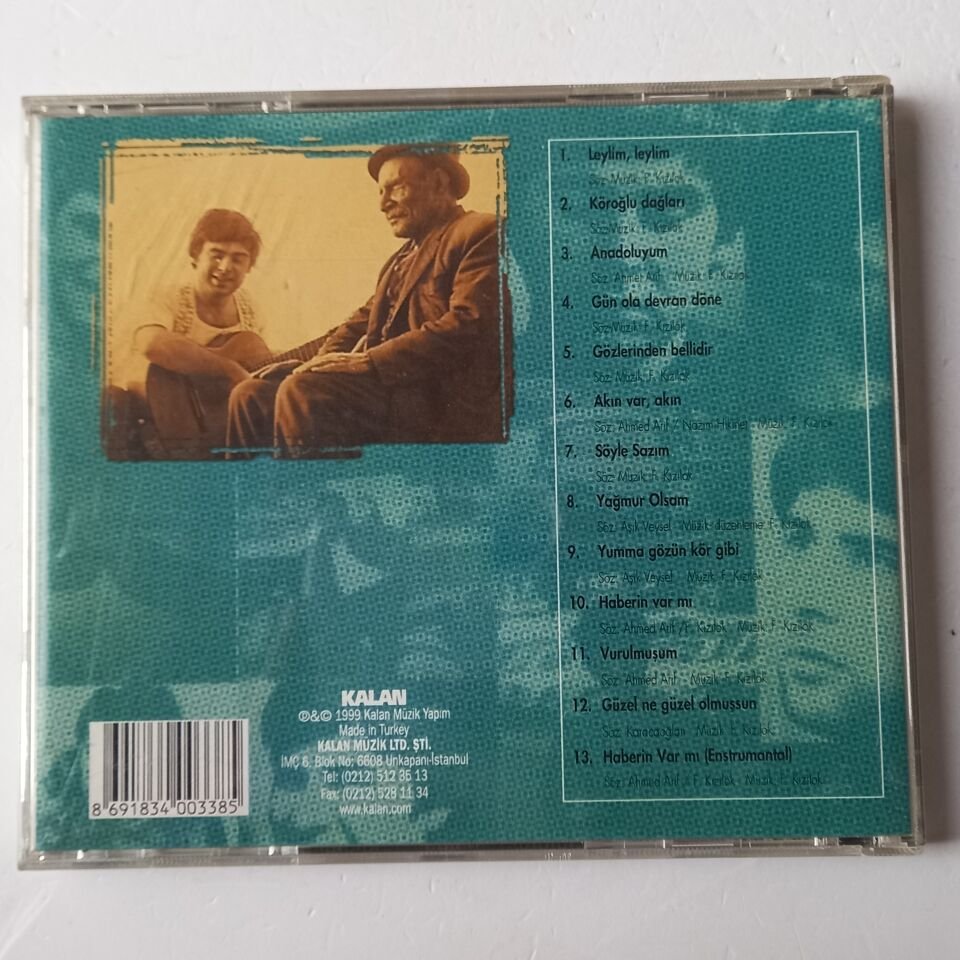 1. Leylim, leylim
Söz Müzik F. Kızılok
2. Köroğlu dağları
Söz Müzik F. Kızılok
3. Anadoluyum
Söz: Ahmet Arif Müzik: F. Kızılok
4. Gün ola devran döne
Söz Müzik: F. Kızılok
5. Gözlerinden bellidir
Söz: Müzik: F. Kızılok
6. Akın var, akın
Söz: Ahmed Arif / Nazım Hikmet Müzik: F. Kızılok
7. Söyle Sazım
Söz: Müzik: F. Kızılok
8. Yağmur Olsam
Söz: Aşık Veysel Müzik düzenleme: F. Kızılok
9. Yumma gözün kör gibi
Söz: Aşık Veysel Müzik: F. Kızılok
10. Haberin var mı
Söz: Ahmed Arif / F. Kızılok Müzik: F. Kızılok
11. Vurulmuşum
Söz: Ahmed Arif Müzik: F. Kızılok
12. Güzel ne güzel olmuşsun
Söz: Karacaoğlan Müzik: F. Kızılok
13. Haberin Var mı (Enstrumantal)
Söz: Ahmed Arif / F. Kızılok Müzik: F. Kızılok
KALAN
℗&© 1999 Kalan Müzik Yapım
Made in Turkey
KALAN MÜZİK LTD. ŞTİ.
İMÇ 6. Blok No: 6608 Unkapanı-İstanbul
Tel: (0212) 512 35 13
Fax: (0212) 528 11 34
www.kalan.com
8 691834 003385